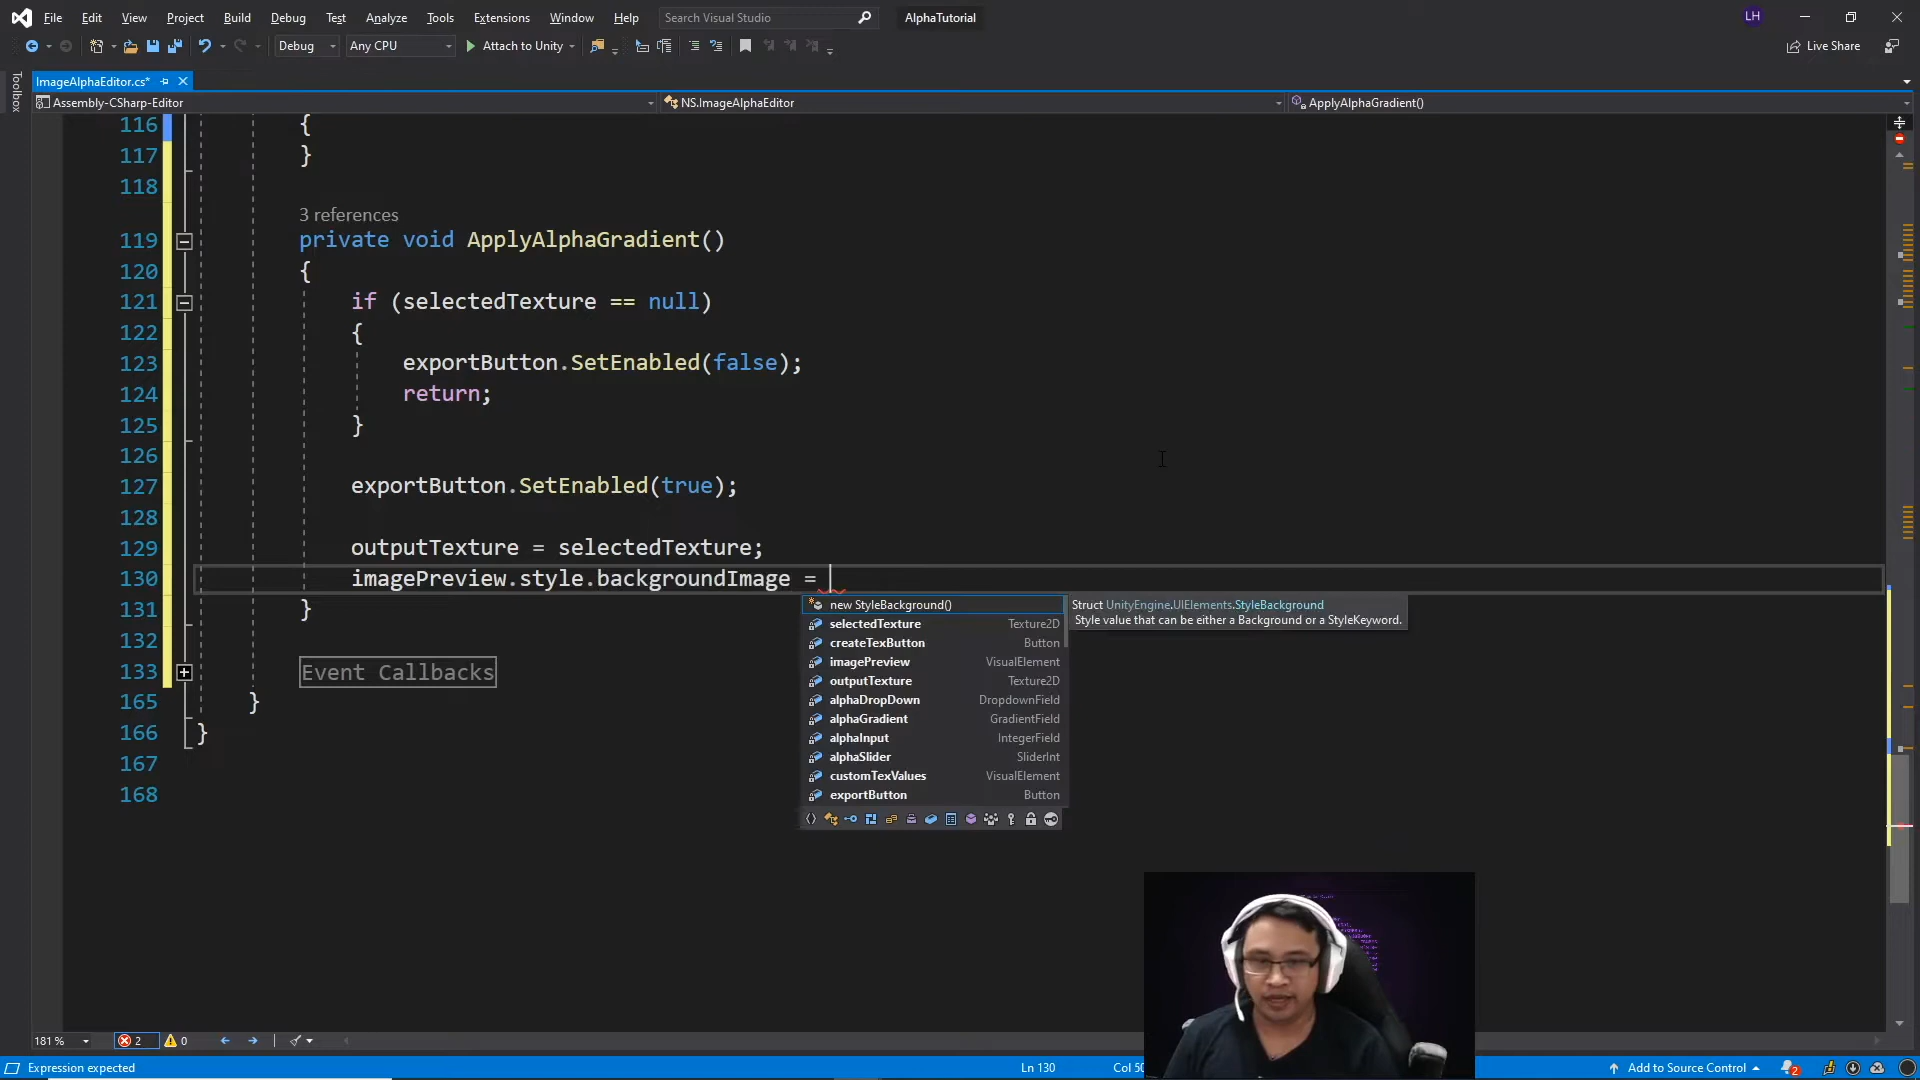 File Edit View Project Build Debug Test Analyze Tools Extensions Window Help Search Visual Studio AlphaTutorial LH
Debug Any CPU Attach to Unity Live Share
Toolbox
ImageAlphaEditor.cs*
Assembly-CSharp-Editor NS.ImageAlphaEditor ApplyAlphaGradient()
116 {
117 }
118
3 references
119 private void ApplyAlphaGradient()
120 {
121 if (selectedTexture == null)
122 {
123 exportButton.SetEnabled(false);
124 return;
125 }
126
127 exportButton.SetEnabled(true);
128
129 outputTexture = selectedTexture;
130 imagePreview.style.backgroundImage =
131 }
132
133 Event Callbacks
165 }
166 }
167
168
new StyleBackground()
selectedTexture Texture2D
createTexButton Button
imagePreview VisualElement
outputTexture Texture2D
alphaDropDown DropdownField
alphaGradient GradientField
alphaInput IntegerField
alphaSlider SliderInt
customTexValues VisualElement
exportButton Button
Struct UnityEngine.UIElements.StyleBackground
Style value that can be either a Background or a StyleKeyword.
181 % 2 0
Expression expected Ln 130 Col 50 Add to Source Control 2